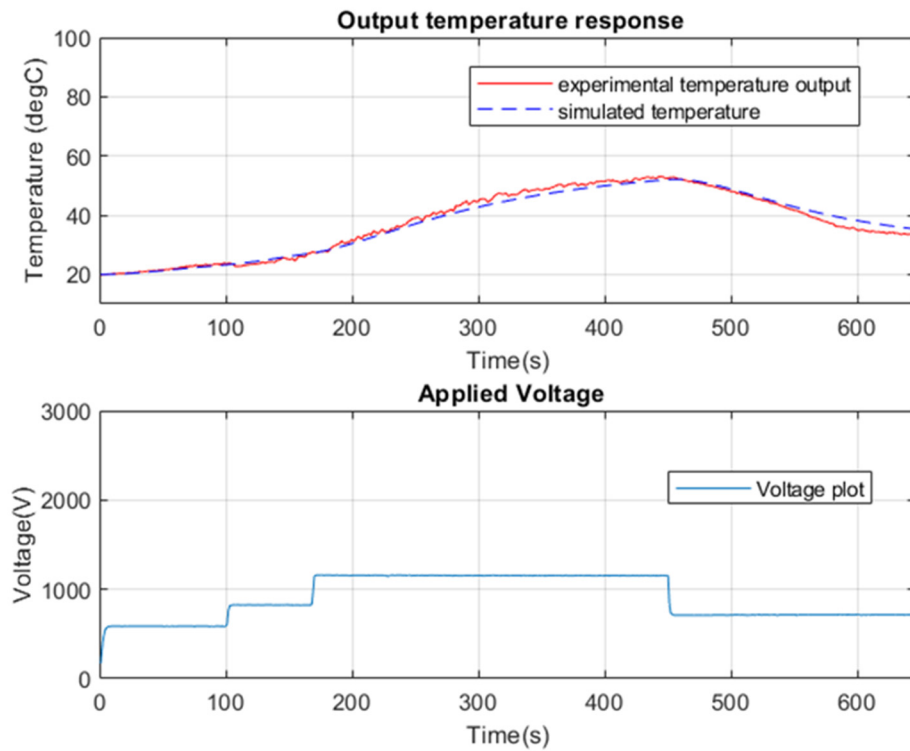 Output temperature response
100
80
60
40
20
Temperature (degC)
experimental temperature output
simulated temperature
0 100 200 300 400 500 600
Time(s)
Applied Voltage
3000
2000
1000
0
Voltage(V)
Voltage plot
0 100 200 300 400 500 600
Time(s)